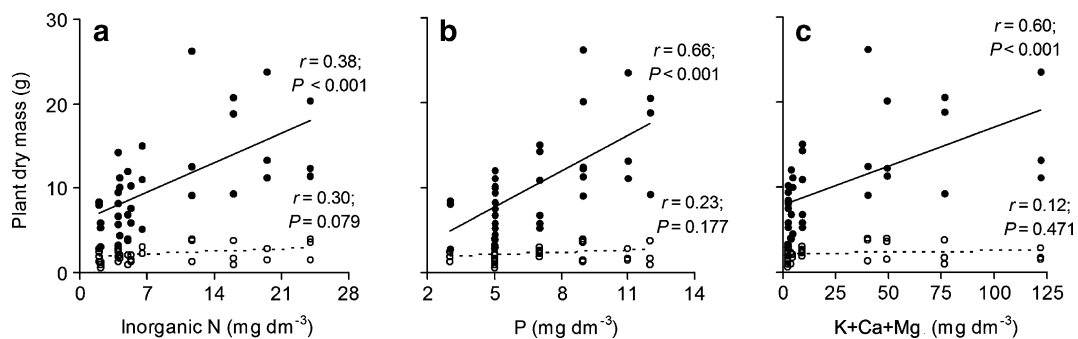 a
b
c
Plant dry mass (g)
30
20
10
0
r = 0.38;
P < 0.001
r = 0.30;
P = 0.079
7
14
21
28
Inorganic N (mg dm⁻³)
r = 0.66;
P < 0.001
r = 0.23;
P = 0.177
2
5
8
11
14
P (mg dm⁻³)
r = 0.60;
P < 0.001
r = 0.12;
P = 0.471
0
25
50
75
100
125
K+Ca+Mg (mg dm⁻³)